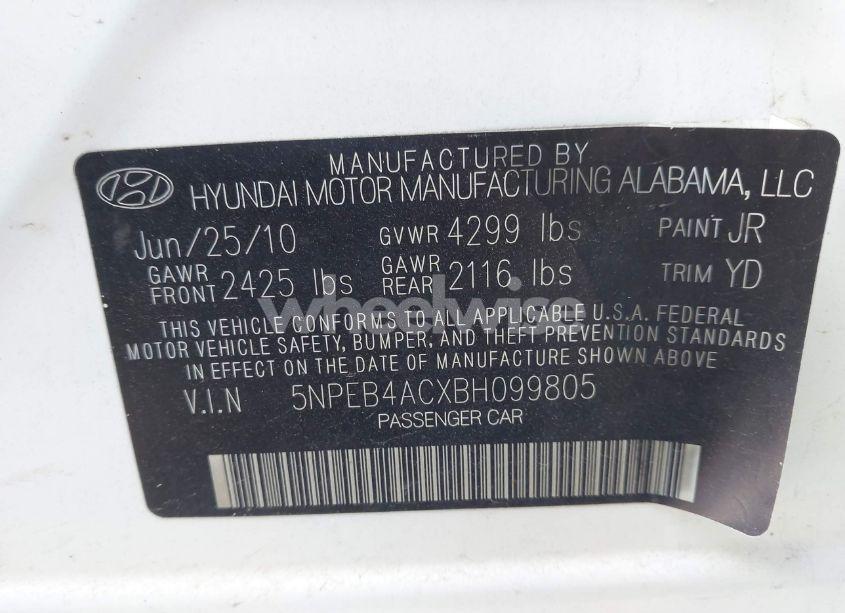 MANUFACTURED BY
HYUNDAI MOTOR MANUFACTURING ALABAMA, LLC
Jun/25/10 GVWR 4299 lbs PAINT JR
GAWR FRONT 2425 lbs GAWR REAR 2116 lbs TRIM YD
wheelwise
THIS VEHICLE CONFORMS TO ALL APPLICABLE U.S.A. FEDERAL
MOTOR VEHICLE SAFETY, BUMPER, AND THEFT PREVENTION STANDARDS
IN EFFECT ON THE DATE OF MANUFACTURE SHOWN ABOVE
V.I.N 5NPEB4ACXBH099805
PASSENGER CAR